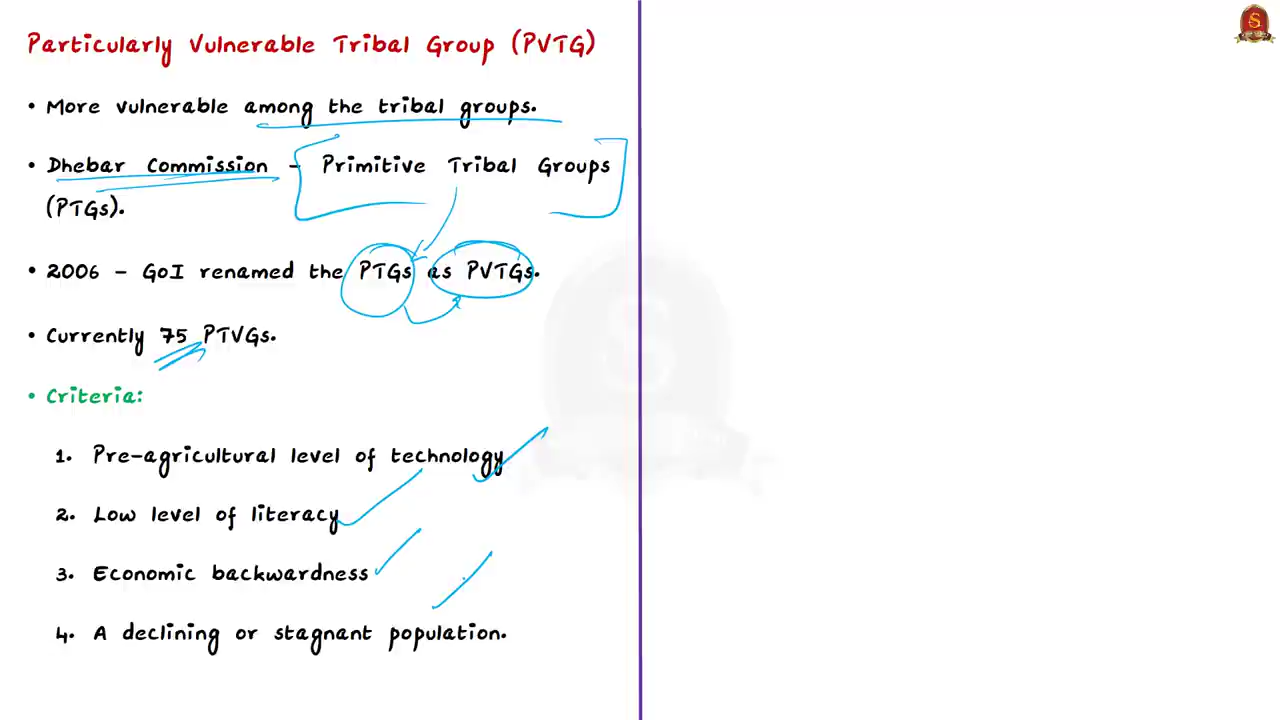 Particularly Vulnerable Tribal Group (PVTG)
• More vulnerable among the tribal groups.
• Dhebar Commission - Primitive Tribal Groups
(PTGs).
• 2006 - GoI renamed the PTGs as PVTGs.
• Currently 75 PTVGs.
• Criteria:
1. Pre-agricultural level of technology
2. Low level of literacy
3. Economic backwardness
4. A declining or stagnant population.